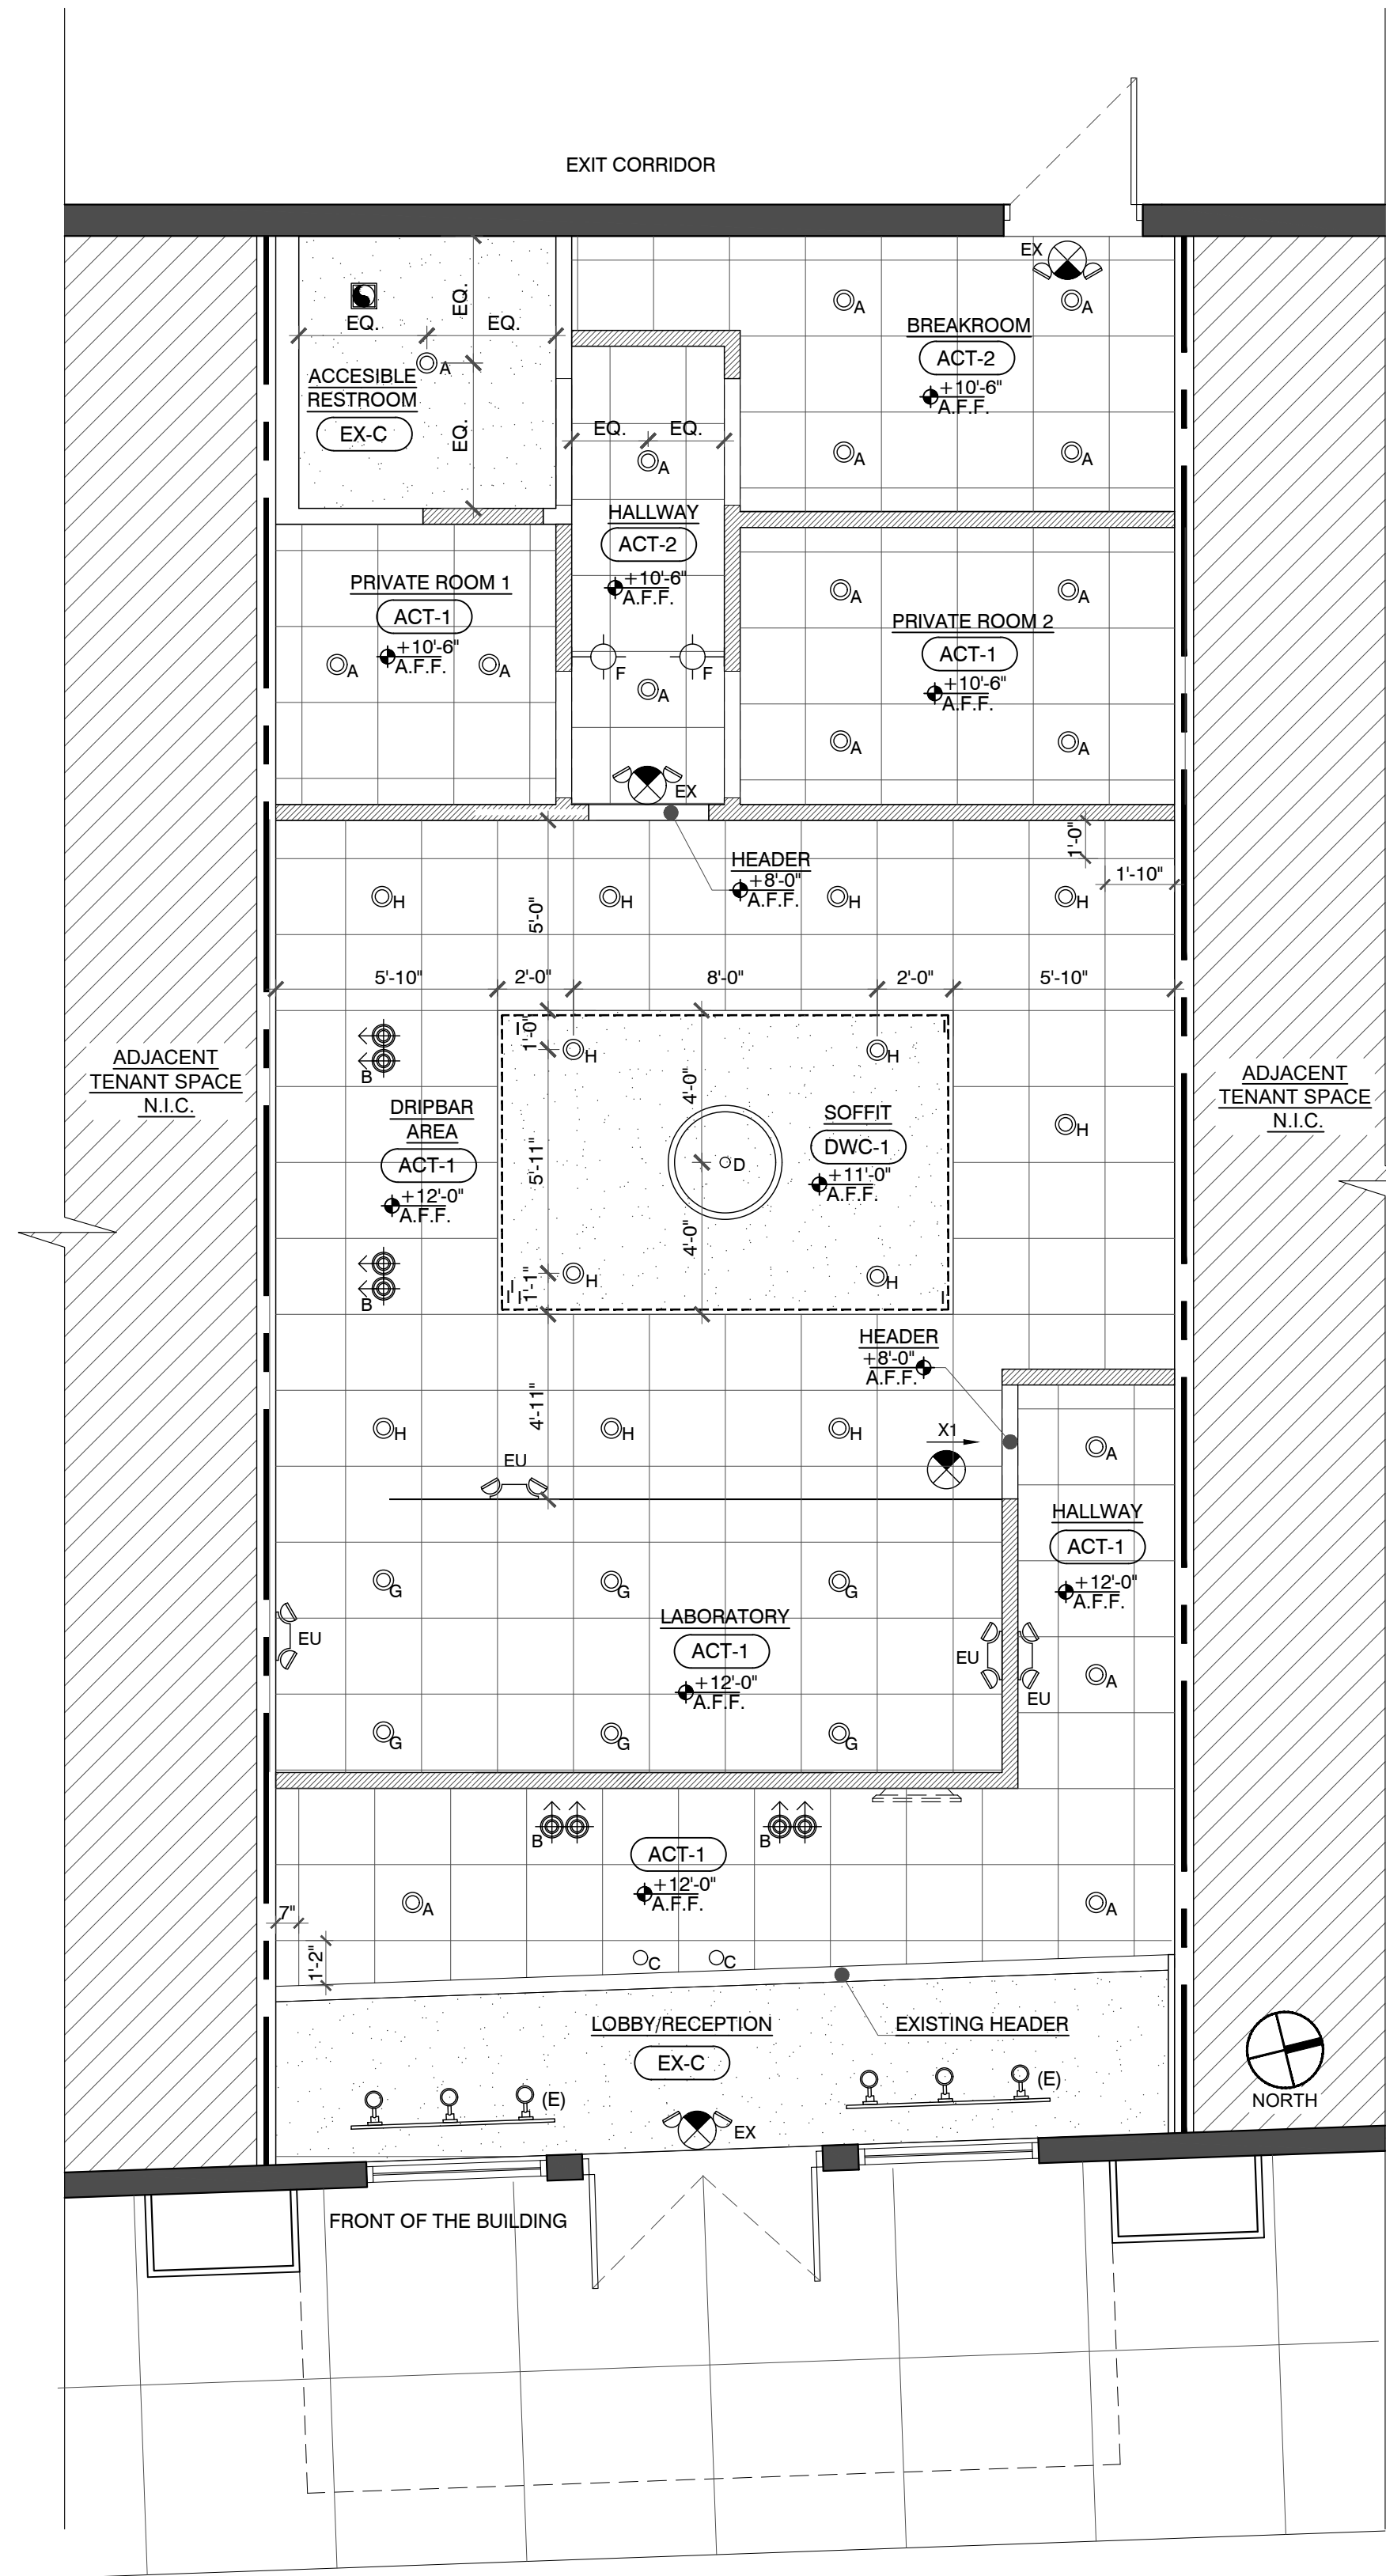 EXIT CORRIDOR
EX
A
A
EQ.
EQ.
EQ.
A
BREAKROOM
ACT-2
+10'-6"
A.F.F.
ACCESIBLE
RESTROOM
EX-C
EQ.
EQ.
EQ.
A
A
A
HALLWAY
ACT-2
+10'-6"
A.F.F.
PRIVATE ROOM 1
ACT-1
+10'-6"
A.F.F.
A
A
F
F
A
EX
A
A
PRIVATE ROOM 2
ACT-1
+10'-6"
A.F.F.
A
A
HEADER
+8'-0"
A.F.F.
1'-0"
1'-10"
H
H
H
H
5'-0"
5'-10"
2'-0"
8'-0"
2'-0"
5'-10"
1'-0"
H
H
I
I
B
ADJACENT
TENANT SPACE
N.I.C.
ADJACENT
TENANT SPACE
N.I.C.
DRIPBAR
AREA
ACT-1
+12'-0"
A.F.F.
4'-0"
5'-11"
D
SOFFIT
DWC-1
+11'-0"
A.F.F.
H
4'-0"
B
1'-1"
H
H
I
I
I
HEADER
+8'-0"
A.F.F.
4'-11"
H
H
H
X1
A
EU
HALLWAY
ACT-1
+12'-0"
A.F.F.
G
G
G
EU
LABORATORY
ACT-1
+12'-0"
A.F.F.
EU
EU
A
G
G
G
B
B
ACT-1
+12'-0"
A.F.F.
A
A
7"
1'-2"
C
C
LOBBY/RECEPTION
EX-C
EXISTING HEADER
(E)
(E)
EX
NORTH
FRONT OF THE BUILDING